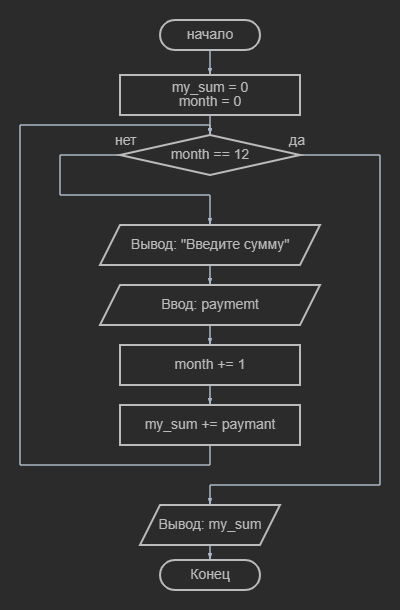 начало
my_sum = 0
month = 0
нет
да
month == 12
Вывод: "Введите сумму"
Ввод: paymemt
month += 1
my_sum += paymant
Вывод: my_sum
Конец